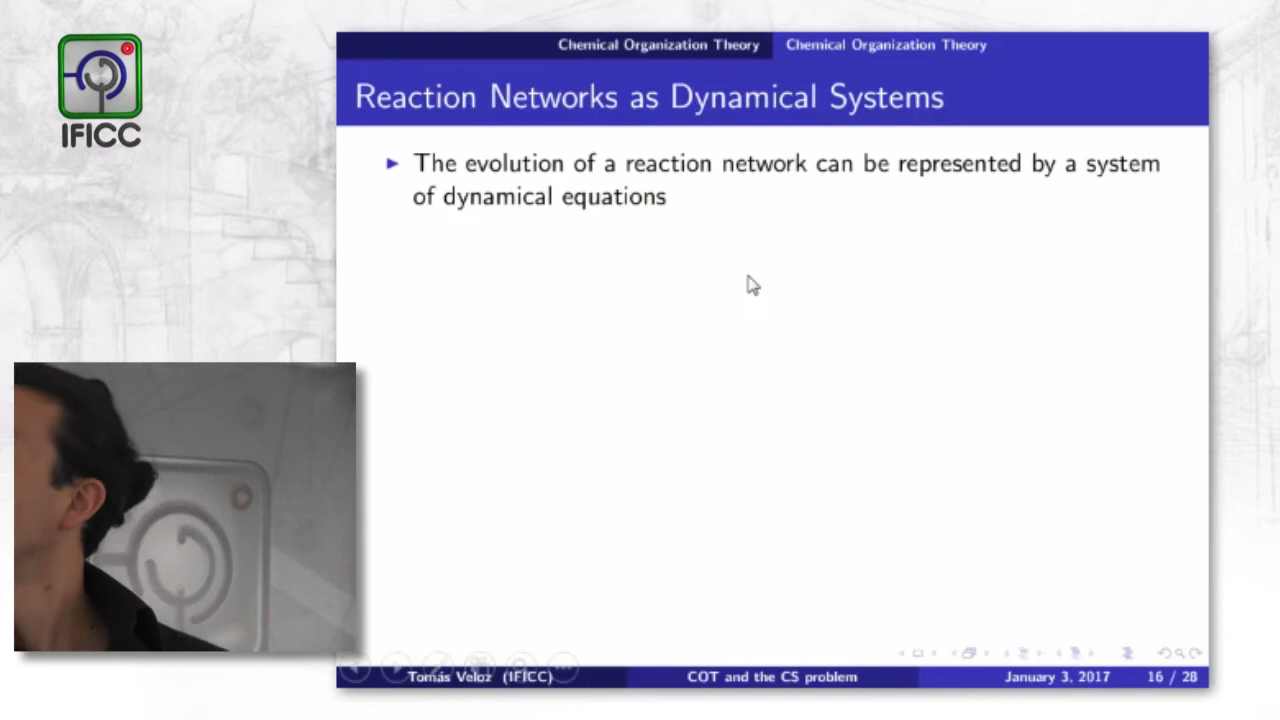 IFICC
Chemical Organization Theory Chemical Organization Theory
Reaction Networks as Dynamical Systems
The evolution of a reaction network can be represented by a system
of dynamical equations
Tomás Veloz (IFICC) COT and the CS problem January 3, 2017 16 / 28